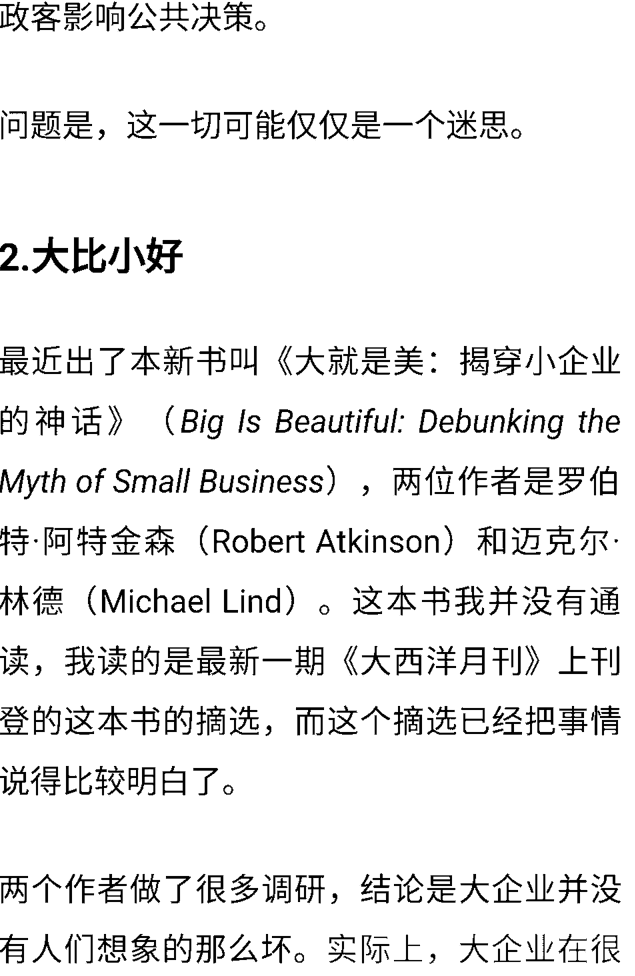 政客影响公共决策。
问题是，这一切可能仅仅是一个迷思。
2.大比小好
最近出了本新书叫《大就是美：揭穿小企业
的神话》（Big Is Beautiful: Debunking the
Myth of Small Business），两位作者是罗伯
特·阿特金森（Robert Atkinson）和迈克尔·
林德（Michael Lind）。这本书我并没有通
读，我读的是最新一期《大西洋月刊》上刊
登的这本书的摘选，而这个摘选已经把事情
说得比较明白了。
两个作者做了很多调研，结论是大企业并没
有人们想象的那么坏。实际上，大企业在很